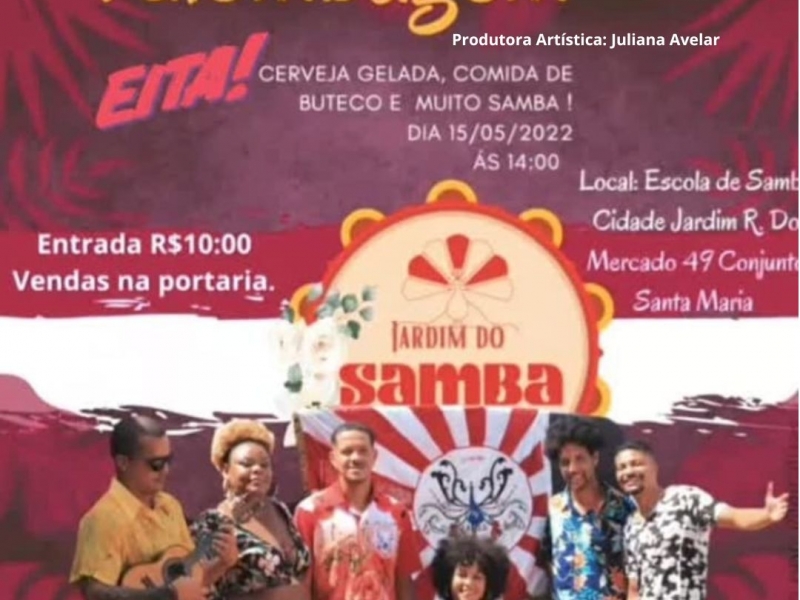 Produtora Artística: Juliana Avelar
EITA!
CERVEJA GELADA, COMIDA DE
BUTECO E MUITO SAMBA !
DIA 15/05/2022
ÁS 14:00
Local: Escola de Samb
Cidade Jardim R. Do
Mercado 49 Conjunto
Santa Maria
Entrada R$10:00
Vendas na portaria.
JARDIM DO
SAMBA